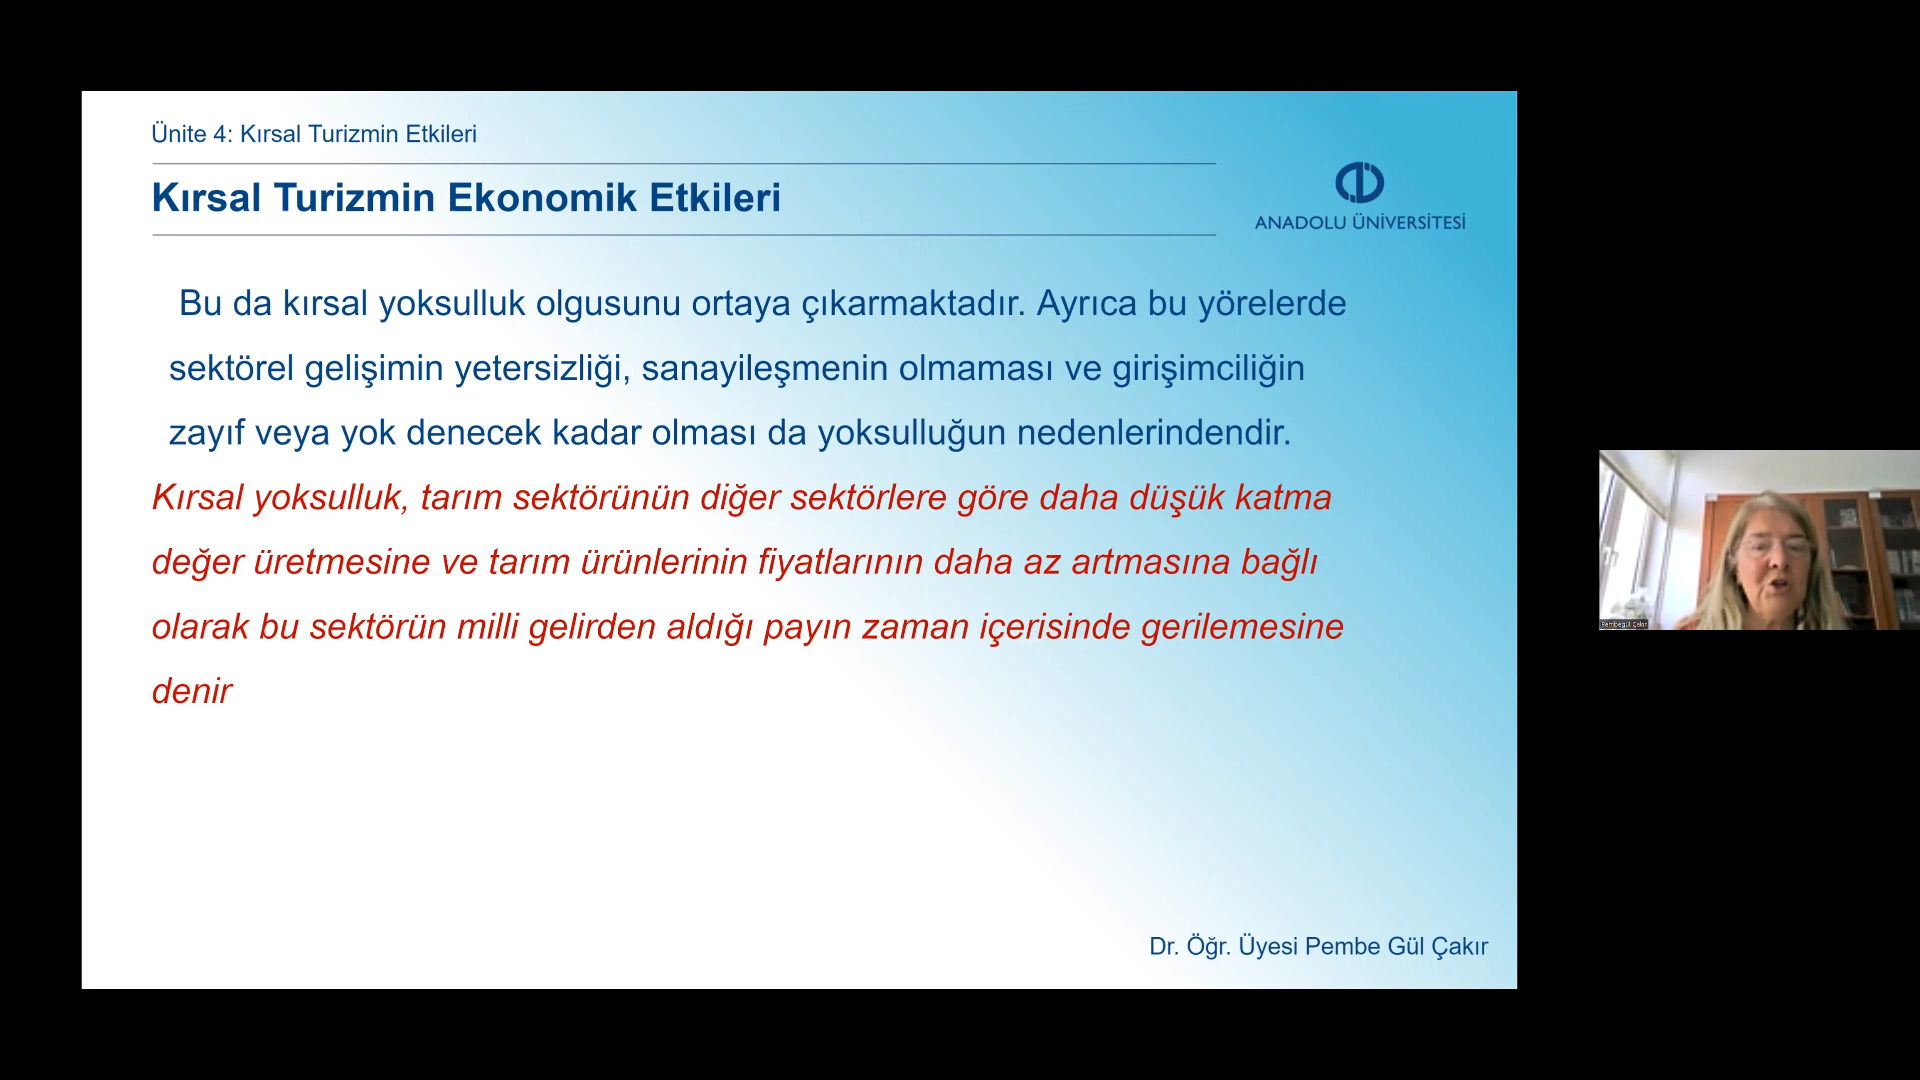 Ünite 4: Kırsal Turizmin Etkileri
Kırsal Turizmin Ekonomik Etkileri
ANADOLU ÜNİVERSİTESİ
Bu da kırsal yoksulluk olgusunu ortaya çıkarmaktadır. Ayrıca bu yörelerde
sektörel gelişimin yetersizliği, sanayileşmenin olmaması ve girişimciliğin
zayıf veya yok denecek kadar olması da yoksulluğun nedenlerindendir.
Kırsal yoksulluk, tarım sektörünün diğer sektörlere göre daha düşük katma
değer üretmesine ve tarım ürünlerinin fiyatlarının daha az artmasına bağlı
olarak bu sektörün milli gelirden aldığı payın zaman içerisinde gerilemesine
denir
Pembegül Çakır
Dr. Öğr. Üyesi Pembe Gül Çakır